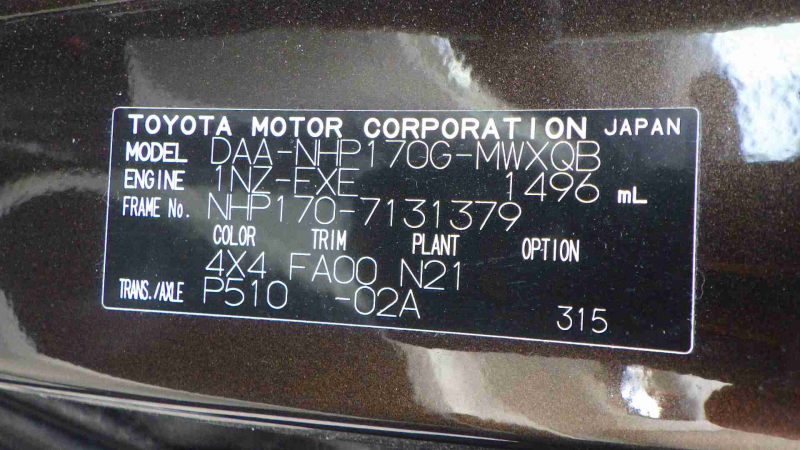 TOYOTA MOTOR CORPORATION JAPAN
MODEL DAA-NHP170G-MWXQB
ENGINE 1NZ-FXE 1496 mL
FRAME No. NHP170-7131379
COLOR TRIM PLANT OPTION
4X4 FA00 N21
TRANS./AXLE P510 -02A
315